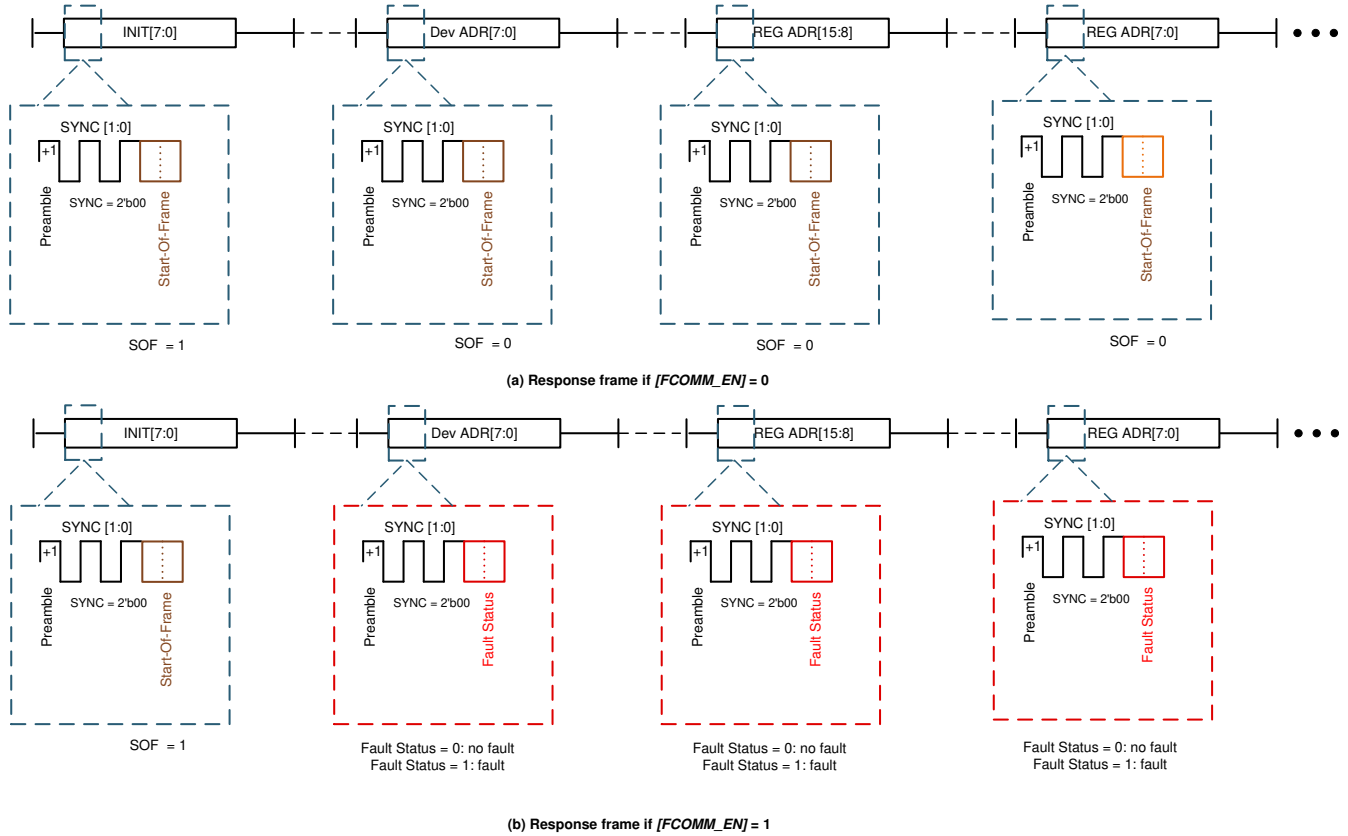 INIT[7:0]
Dev ADR[7:0]
REG ADR[15:8]
REG ADR[7:0]
SYNC [1:0]
+1
SYNC = 2'b00
Preamble
Start-Of-Frame
SOF = 1
SYNC [1:0]
+1
SYNC = 2'b00
Preamble
Start-Of-Frame
SOF = 0
SYNC [1:0]
+1
SYNC = 2'b00
Preamble
Start-Of-Frame
SOF = 0
SYNC [1:0]
+1
SYNC = 2'b00
Preamble
Start-Of-Frame
SOF = 0
(a) Response frame if [FCOMM_EN] = 0
INIT[7:0]
Dev ADR[7:0]
REG ADR[15:8]
REG ADR[7:0]
SYNC [1:0]
+1
SYNC = 2'b00
Preamble
Start-Of-Frame
SOF = 1
SYNC [1:0]
+1
SYNC = 2'b00
Preamble
Fault Status
Fault Status = 0: no fault
Fault Status = 1: fault
SYNC [1:0]
+1
SYNC = 2'b00
Preamble
Fault Status
Fault Status = 0: no fault
Fault Status = 1: fault
SYNC [1:0]
+1
SYNC = 2'b00
Preamble
Fault Status
Fault Status = 0: no fault
Fault Status = 1: fault
(b) Response frame if [FCOMM_EN] = 1